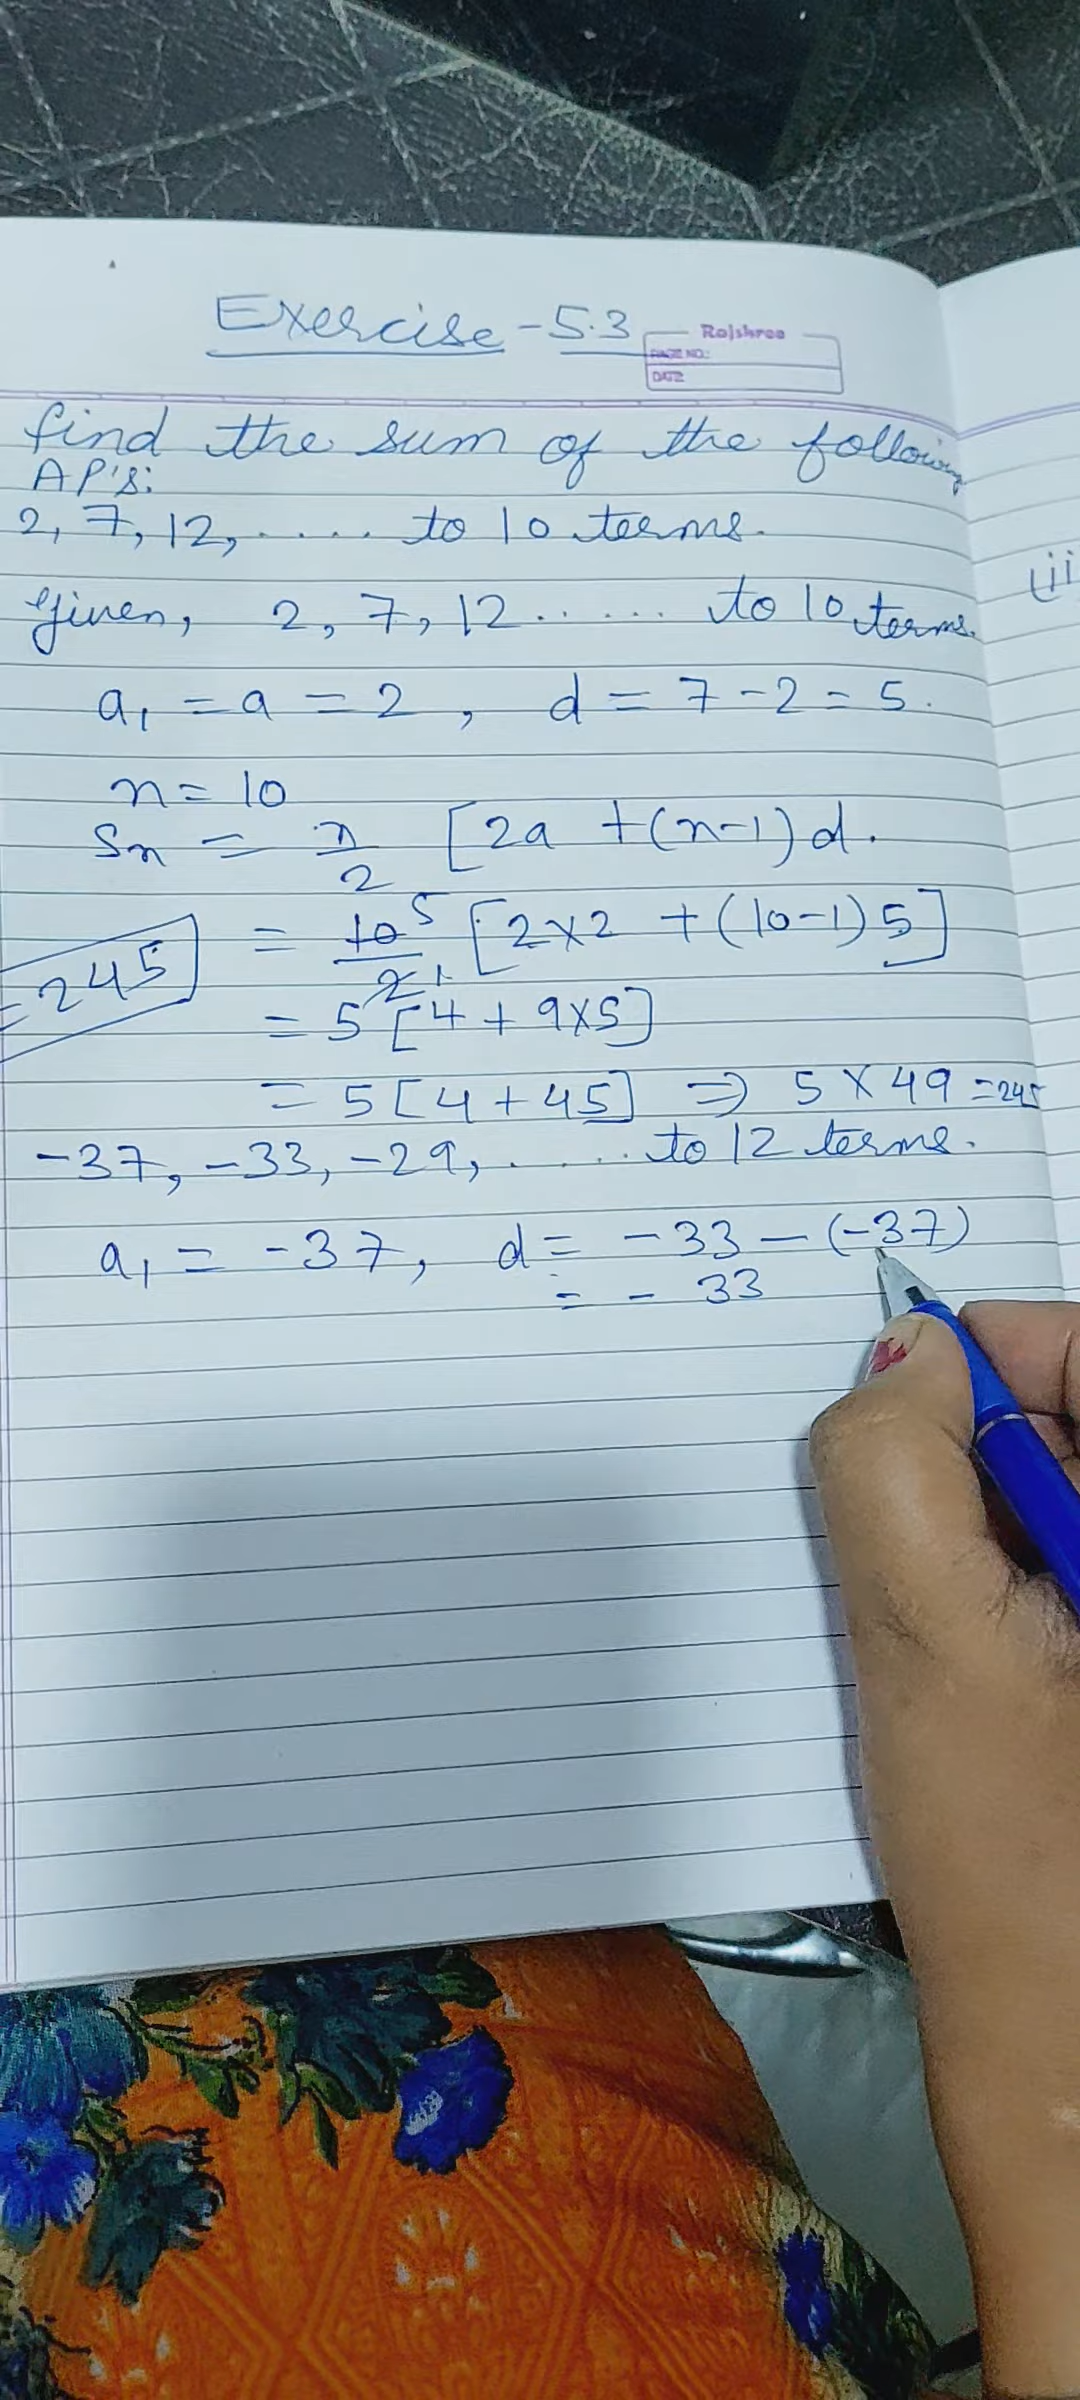 Exercise - 5.3
Rajshree
PAGE NO.:
DATE:
find the sum of the following
AP's:
2, 7, 12, ..... to 10 terms.
Given, 2, 7, 12 ...... to 10 terms.
(ii
a₁ = a = 2, d = 7 - 2 = 5.
n = 10
Sn = n/2 [2a + (n-1) d.
= 10 5/2 1 [2×2 + (10-1) 5]
= 245
= 5 [4 + 9×5]
= 5 [4 + 45] ⇒ 5 × 49 = 245
-37, -33, -29, ..... to 12 terms.
a₁ = -37, d = -33 - (-37)
= - 33